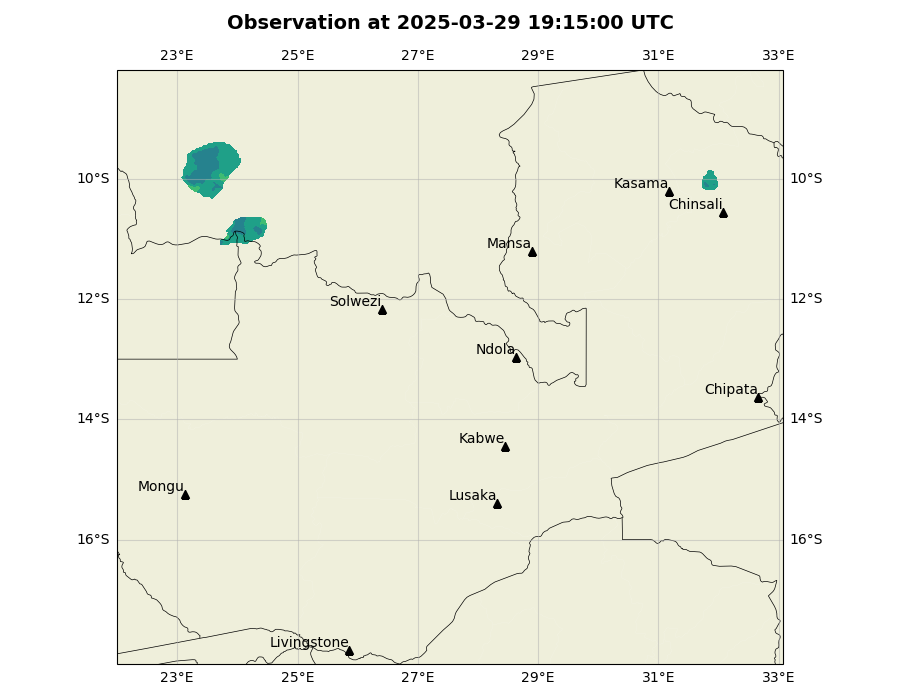 Observation at 2025-03-29 19:15:00 UTC
23°E 25°E 27°E 29°E 31°E 33°E
10°S 10°S
Kasama
Chinsali
Mansa
12°S 12°S
Solwezi
Ndola
Chipata
14°S 14°S
Kabwe
Mongu
Lusaka
16°S 16°S
Livingstone
23°E 25°E 27°E 29°E 31°E 33°E